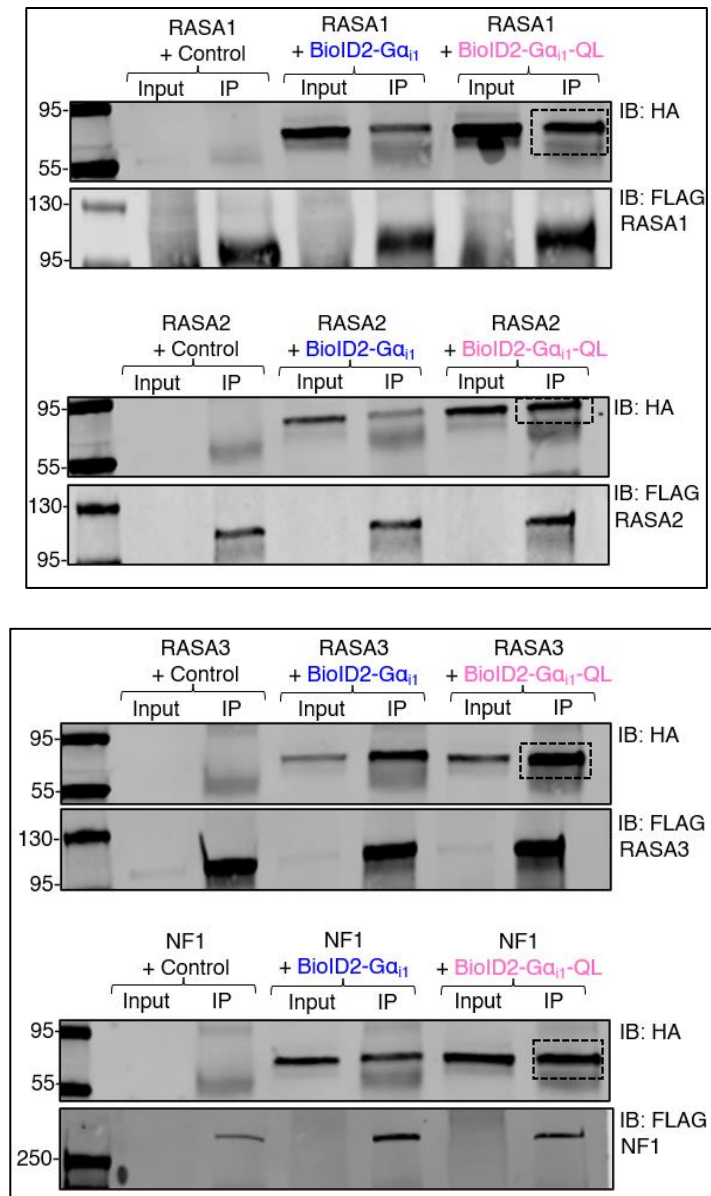 RASA1 RASA1 RASA1
+ Control + BioID2-Gαi1 + BioID2-Gαi1-QL
Input IP Input IP Input IP
95-
55-
IB: HA
130-
95-
IB: FLAG
RASA1
RASA2 RASA2 RASA2
+ Control + BioID2-Gαi1 + BioID2-Gαi1-QL
Input IP Input IP Input IP
95-
55-
IB: HA
130-
95-
IB: FLAG
RASA2
RASA3 RASA3 RASA3
+ Control + BioID2-Gαi1 + BioID2-Gαi1-QL
Input IP Input IP Input IP
95-
55-
IB: HA
130-
95-
IB: FLAG
RASA3
NF1 NF1 NF1
+ Control + BioID2-Gαi1 + BioID2-Gαi1-QL
Input IP Input IP Input IP
95-
55-
IB: HA
250-
IB: FLAG
NF1